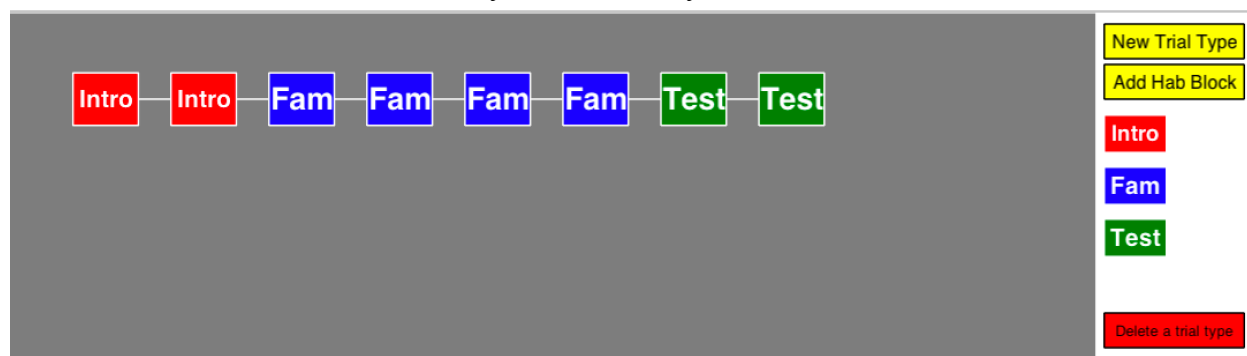 Intro Intro Fam Fam Fam Fam Test Test
New Trial Type
Add Hab Block
Intro
Fam
Test
Delete a trial type